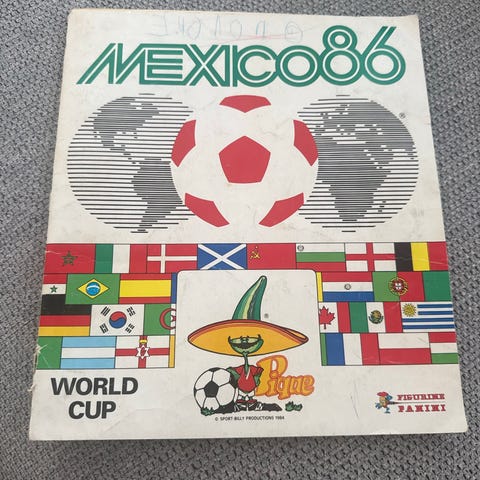 MEXICO86
®
®
Pique
WORLD
CUP
© SPORT-BILLY PRODUCTIONS 1984
FIGURINE
PANINI